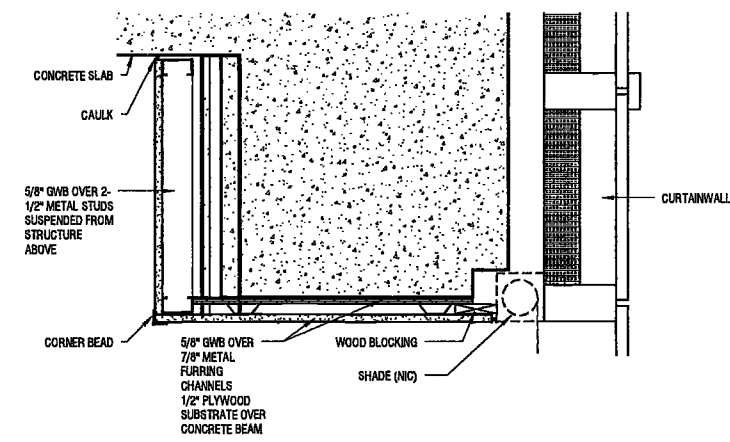 CONCRETE SLAB
CAULK
5/8" GWB OVER 2-
1/2" METAL STUDS
SUSPENDED FROM
STRUCTURE
ABOVE
CURTAINWALL
CORNER BEAD
5/8" GWB OVER
7/8" METAL
FURRING
CHANNELS
1/2" PLYWOOD
SUBSTRATE OVER
CONCRETE BEAM
WOOD BLOCKING
SHADE (NIC)